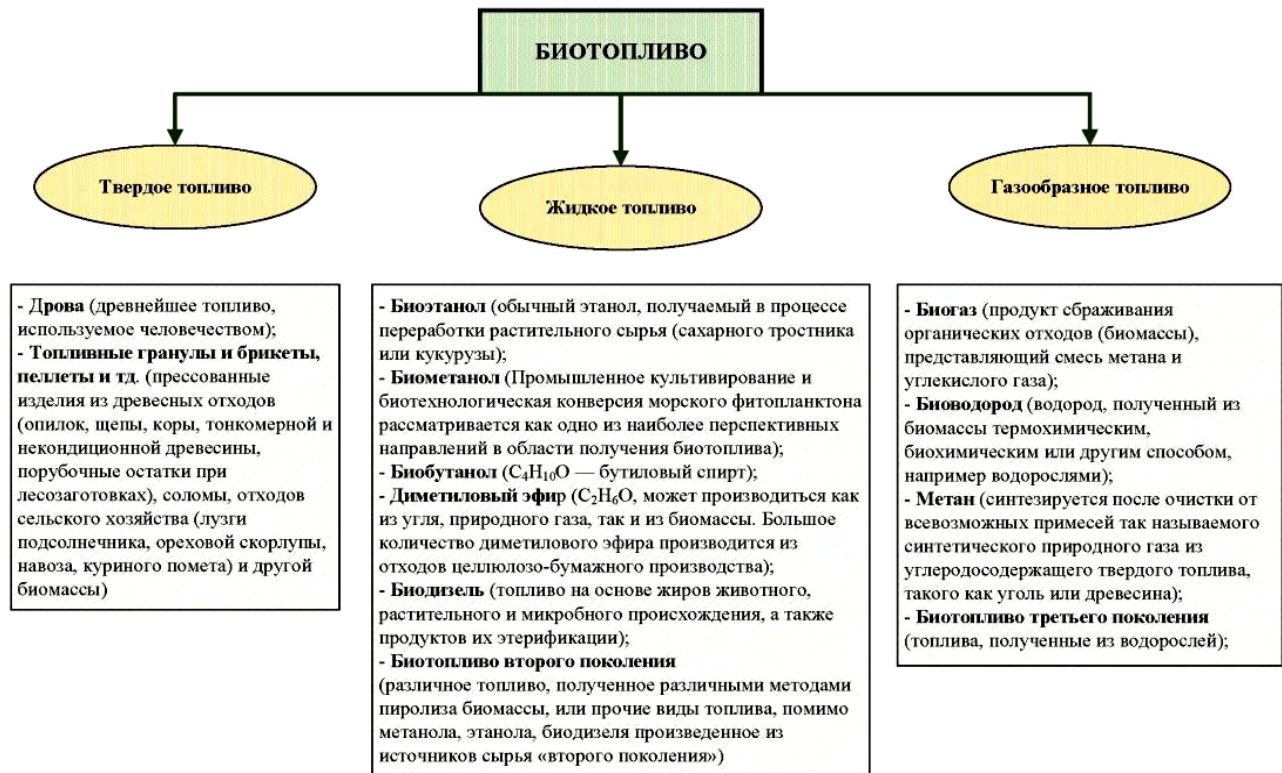 БИОТОПЛИВО
Твердое топливо
Жидкое топливо
Газообразное топливо
- Дрова (древнейшее топливо,
используемое человечеством);
- Топливные гранулы и брикеты,
пеллеты и тд. (прессованные
изделия из древесных отходов
(опилок, щепы, коры, тонкомерной и
некондиционной древесины,
порубочные остатки при
лесозаготовках), соломы, отходов
сельского хозяйства (лузги
подсолнечника, ореховой скорлупы,
навоза, куриного помета) и другой
биомассы)
- Биоэтанол (обычный этанол, получаемый в процессе
переработки растительного сырья (сахарного тростника
или кукурузы);
- Биометанол (Промышленное культивирование и
биотехнологическая конверсия морского фитопланктона
рассматривается как одно из наиболее перспективных
направлений в области получения биотоплива);
- Биобутанол (C₄H₁₀O — бутиловый спирт);
- Диметиловый эфир (C₂H₆O, может производиться как
из угля, природного газа, так и из биомассы. Большое
количество диметилового эфира производится из
отходов целлюлозо-бумажного производства);
- Биодизель (топливо на основе жиров животного,
растительного и микробного происхождения, а также
продуктов их этерификации);
- Биотопливо второго поколения
(различное топливо, полученное различными методами
пиролиза биомассы, или прочие виды топлива, помимо
метанола, этанола, биодизеля произведенное из
источников сырья «второго поколения»)
- Биогаз (продукт сбраживания
органических отходов (биомассы),
представляющий смесь метана и
углекислого газа);
- Биоводород (водород, полученный из
биомассы термохимическим,
биохимическим или другим способом,
например водорослями);
- Метан (синтезируется после очистки от
всевозможных примесей так называемого
синтетического природного газа из
углеродосодержащего твердого топлива,
такого как уголь или древесина);
- Биотопливо третьего поколения
(топлива, полученные из водорослей);